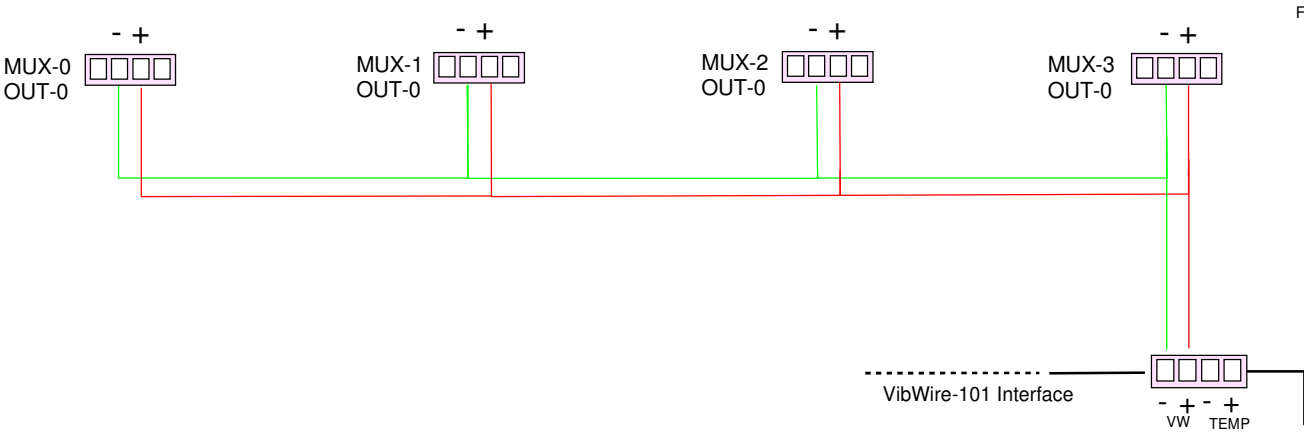 F
- +
- +
- +
- +
MUX-0
OUT-0
MUX-1
OUT-0
MUX-2
OUT-0
MUX-3
OUT-0
VibWire-101 Interface
- + - +
VW TEMP